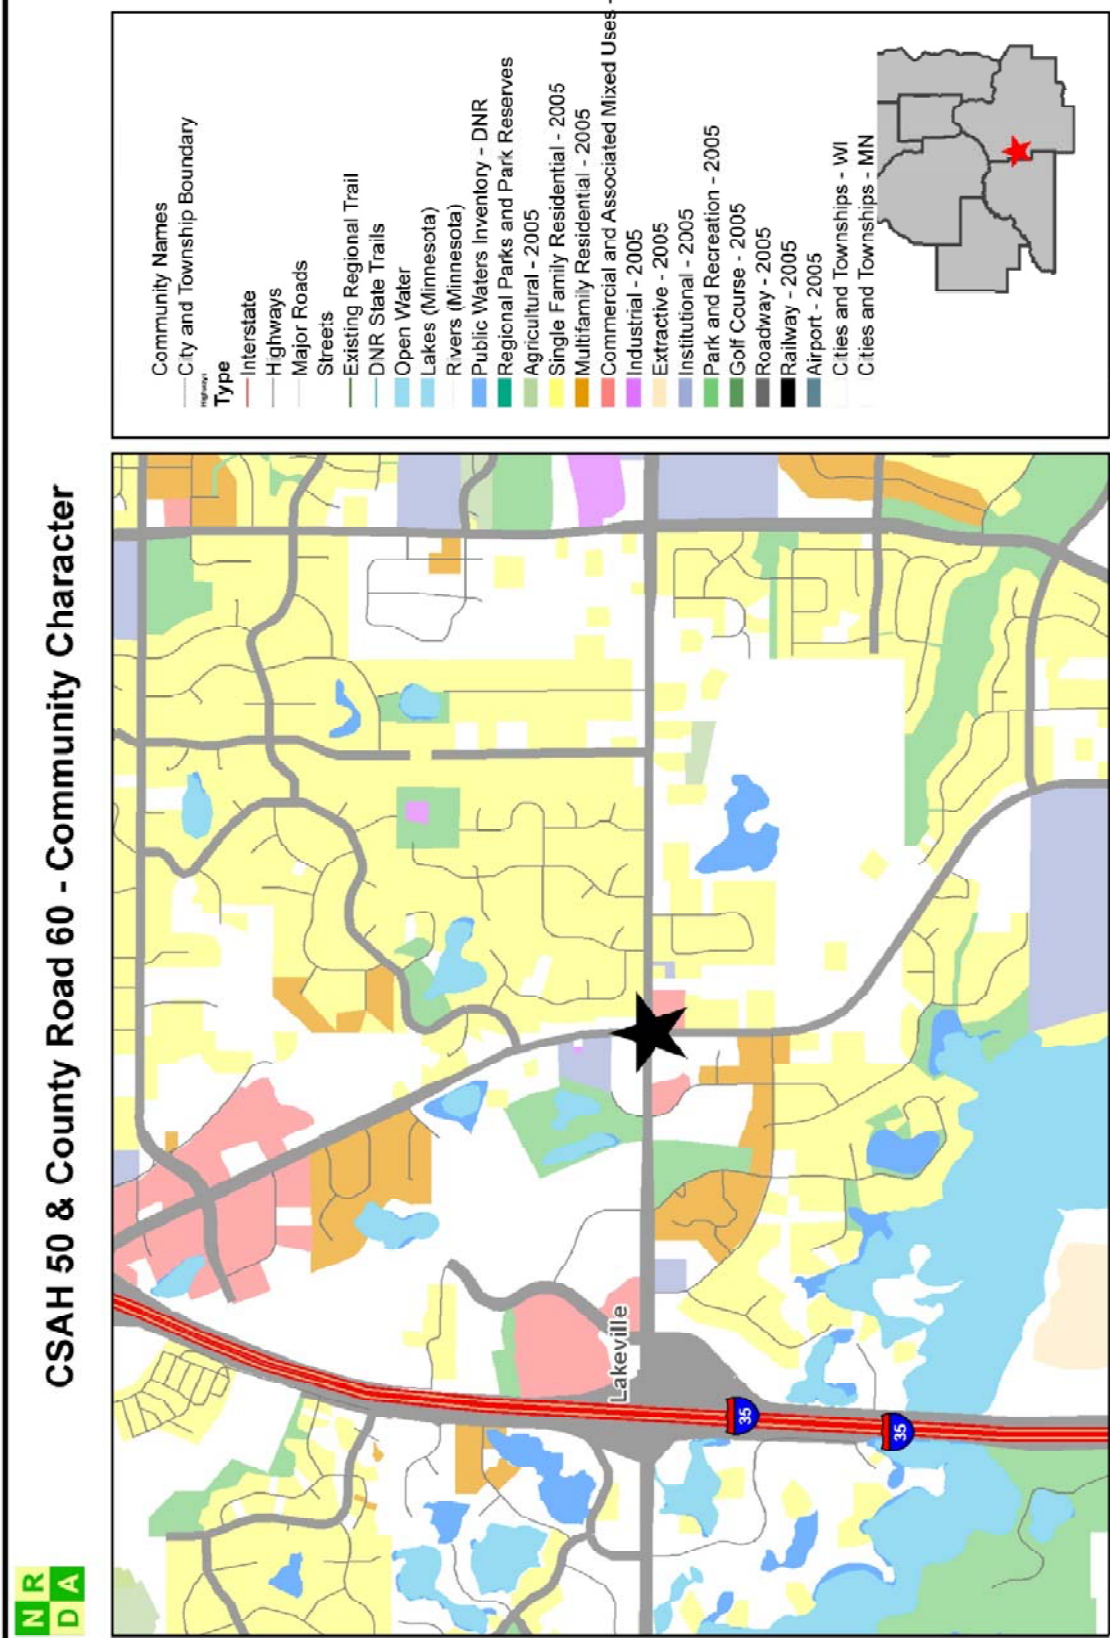 N R
D A
CSAH 50 & County Road 60 - Community Character
Lakeville
35
35
Community Names
City and Township Boundary
Highways
Type
Interstate
Highways
Major Roads
Streets
Existing Regional Trail
DNR State Trails
Open Water
Lakes (Minnesota)
Rivers (Minnesota)
Public Waters Inventory - DNR
Regional Parks and Park Reserves
Agricultural - 2005
Single Family Residential - 2005
Multifamily Residential - 2005
Commercial and Associated Mixed Uses -
Industrial - 2005
Extractive - 2005
Institutional - 2005
Park and Recreation - 2005
Golf Course - 2005
Roadway - 2005
Railway - 2005
Airport - 2005
Cities and Townships - WI
Cities and Townships - MN